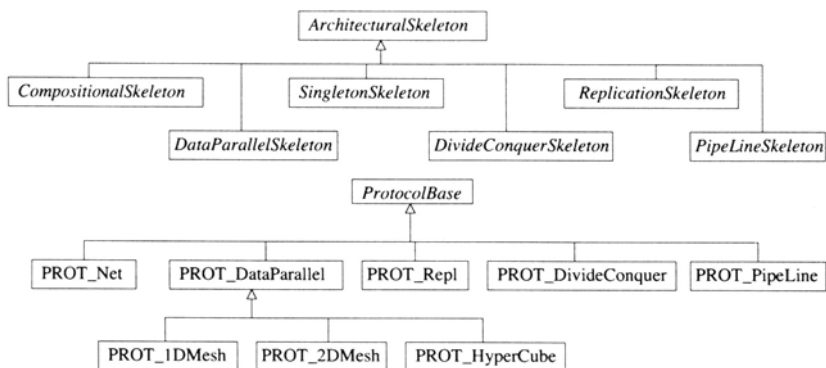 ArchitecturalSkeleton
CompositionalSkeleton
SingletonSkeleton
ReplicationSkeleton
DataParallelSkeleton
DivideConquerSkeleton
PipeLineSkeleton
ProtocolBase
PROT_Net
PROT_DataParallel
PROT_Repl
PROT_DivideConquer
PROT_PipeLine
PROT_1DMesh
PROT_2DMesh
PROT_HyperCube